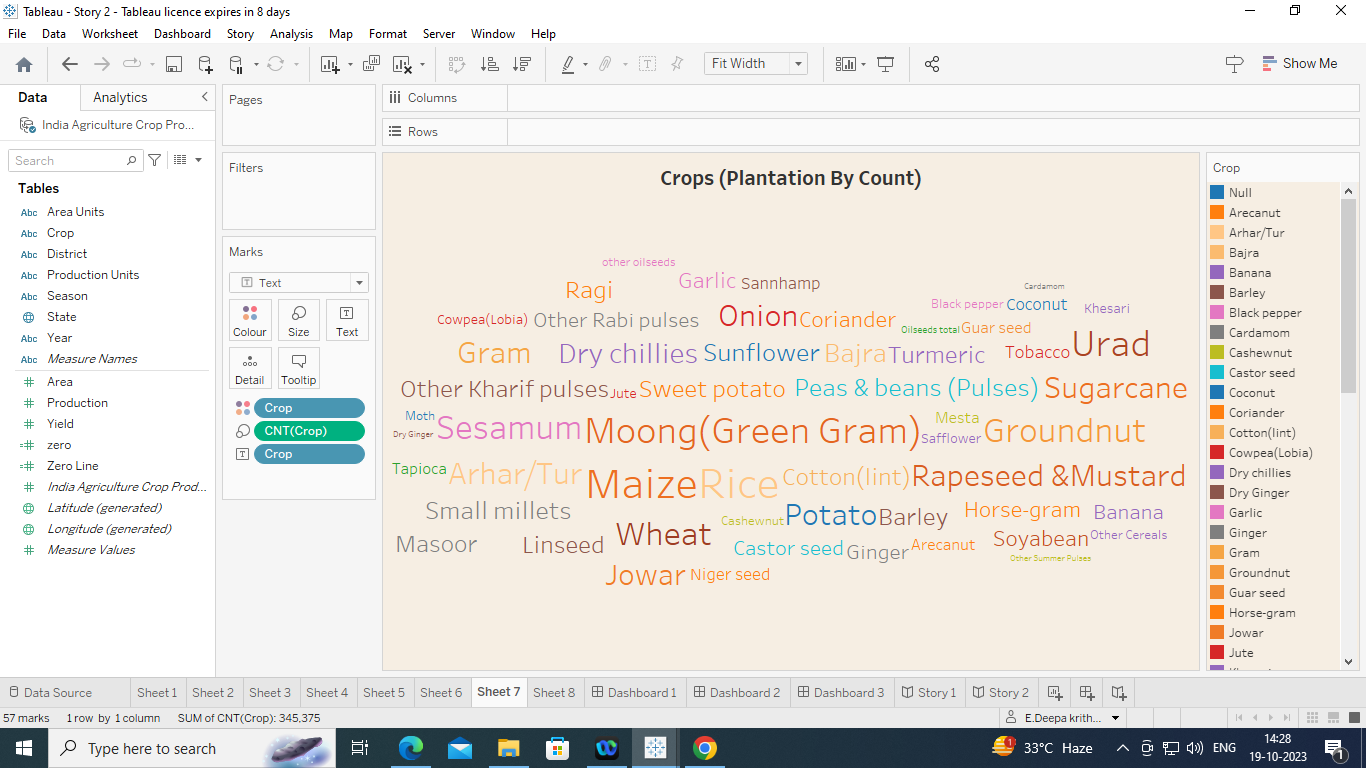 Tableau - Story 2 - Tableau licence expires in 8 days
File Data Worksheet Dashboard Story Analysis Map Format Server Window Help
Fit Width
Show Me
Data Analytics
India Agriculture Crop Pro...
Search
Tables
Abc Area Units
Abc Crop
Abc District
Abc Production Units
Abc Season
State
Abc Year
Abc Measure Names
Area
Production
Yield
zero
Zero Line
India Agriculture Crop Prod...
Latitude (generated)
Longitude (generated)
Measure Values
Pages
Filters
Marks
Text
Colour Size Text
Detail Tooltip
Crop
CNT(Crop)
Crop
Columns
Rows
Crops (Plantation By Count)
other oilseeds
Ragi Garlic Sannhamp Cardamom
Cowpea(Lobia) Other Rabi pulses Onion Coriander Black pepper Coconut Khesari
Oilseeds total Guar seed
Gram Dry chillies Sunflower Bajra Turmeric Tobacco Urad
Other Kharif pulses Jute Sweet potato Peas & beans (Pulses) Sugarcane
Moth
Dry Ginger Sesamum Moong(Green Gram) Mesta
Safflower Groundnut
Tapioca Arhar/Tur Maize Rice Cotton(lint) Rapeseed &Mustard
Small millets Wheat Cashewnut Potato Barley Horse-gram Banana
Masoor Linseed Castor seed Ginger Arecanut Soyabean Other Cereals
Other Summer Pulses
Jowar Niger seed
Crop
Null
Arecanut
Arhar/Tur
Bajra
Banana
Barley
Black pepper
Cardamom
Cashewnut
Castor seed
Coconut
Coriander
Cotton(lint)
Cowpea(Lobia)
Dry chillies
Dry Ginger
Garlic
Ginger
Gram
Groundnut
Guar seed
Horse-gram
Jowar
Jute
Data Source Sheet 1 Sheet 2 Sheet 3 Sheet 4 Sheet 5 Sheet 6 Sheet 7 Sheet 8 Dashboard 1 Dashboard 2 Dashboard 3 Story 1 Story 2
57 marks 1 row by 1 column SUM of CNT(Crop): 345,375 E.Deepa krith...
Type here to search
1 33°C Haze ENG 14:28
19-10-2023 1